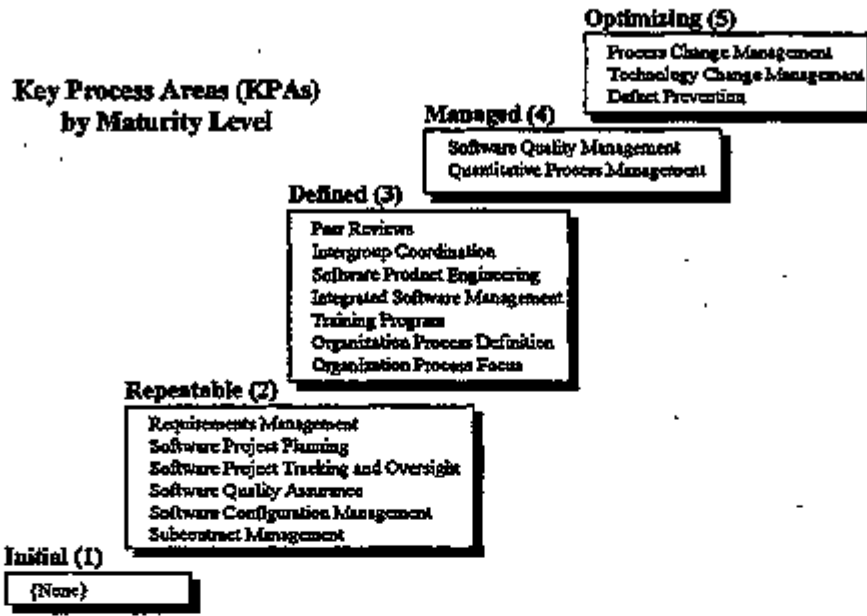 Optimizing (5)
Process Change Management
Technology Change Management
Defect Prevention
Key Process Areas (KPAs)
by Maturity Level
Managed (4)
Software Quality Management
Quantitative Process Management
Defined (3)
Peer Reviews
Intergroup Coordination
Software Product Engineering
Integrated Software Management
Training Program
Organization Process Definition
Organization Process Focus
Repeatable (2)
Requirements Management
Software Project Planning
Software Project Tracking and Oversight
Software Quality Assurance
Software Configuration Management
Subcontract Management
Initial (1)
{None}